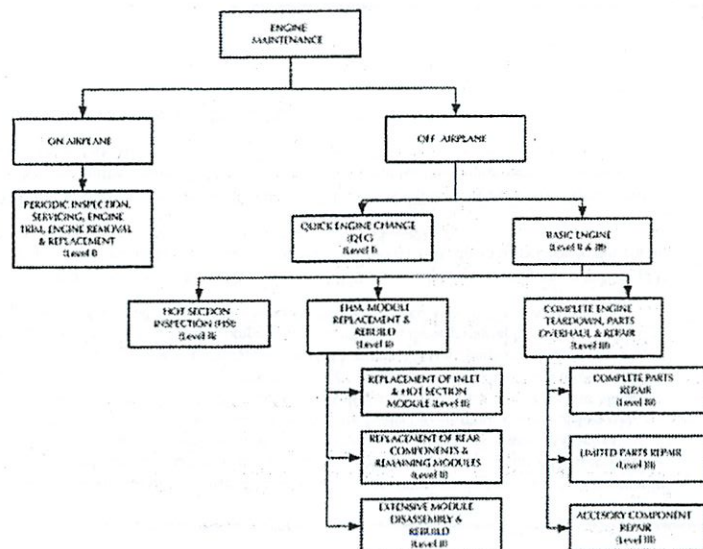 ENGINE
MAINTENANCE
ON AIRPLANE
OFF AIRPLANE
PERIODIC INSPECTION,
SERVICING, ENGINE
TRIM, ENGINE REMOVAL
& REPLACEMENT
(Level I)
QUICK ENGINE CHANGE
(QEC)
(Level I)
BASIC ENGINE
(Level II & III)
HOT SECTION
INSPECTION (HSI)
(Level II)
EHM, MODULE
REPLACEMENT &
REBUILD
(Level II)
COMPLETE ENGINE
TEARDOWN, PARTS
OVERHAUL & REPAIR
(Level III)
REPLACEMENT OF INLET
& HOT SECTION
MODULE (Level II)
COMPLETE PARTS
REPAIR
(Level III)
REPLACEMENT OF REAR
COMPONENTS &
REMAINING MODULES
(Level II)
LIMITED PARTS REPAIR
(Level III)
EXTENSIVE MODULE
DISASSEMBLY &
REBUILD
(Level II)
ACCESORY COMPONENT
REPAIR
(Level III)